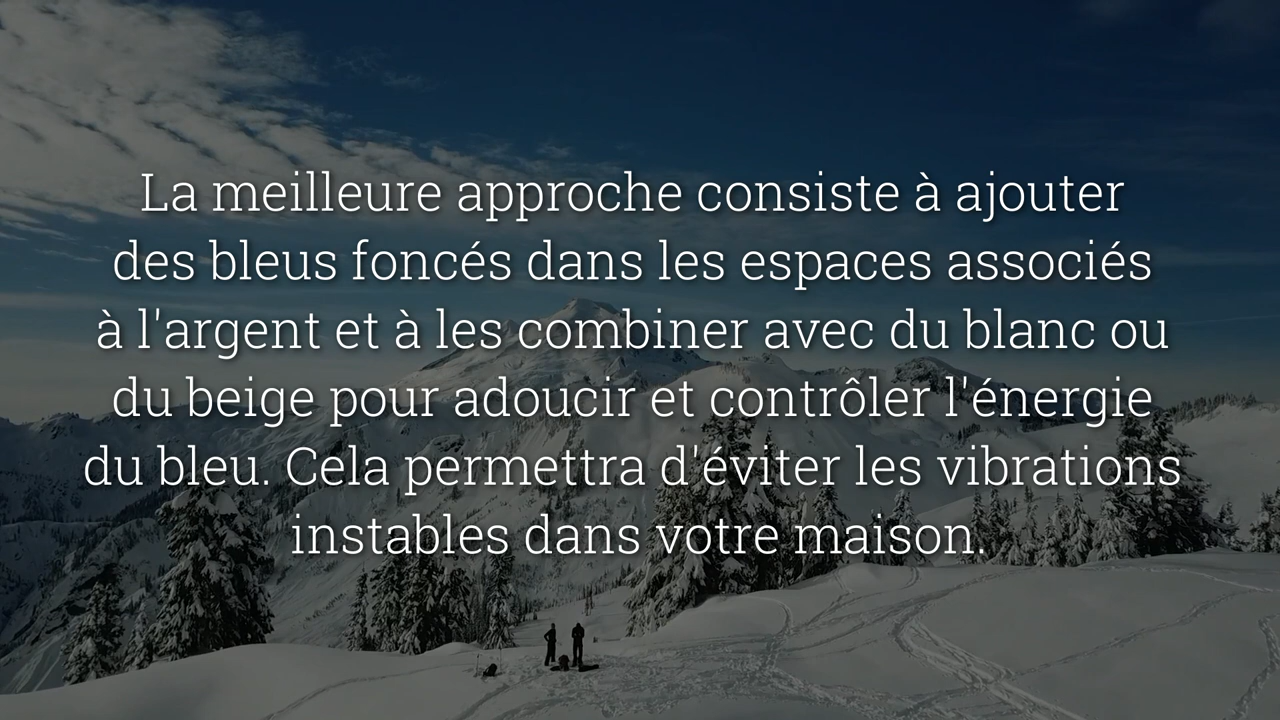 La meilleure approche consiste à ajouter
des bleus foncés dans les espaces associés
à l'argent et à les combiner avec du blanc ou
du beige pour adoucir et contrôler l'énergie
du bleu. Cela permettra d'éviter les vibrations
instables dans votre maison.